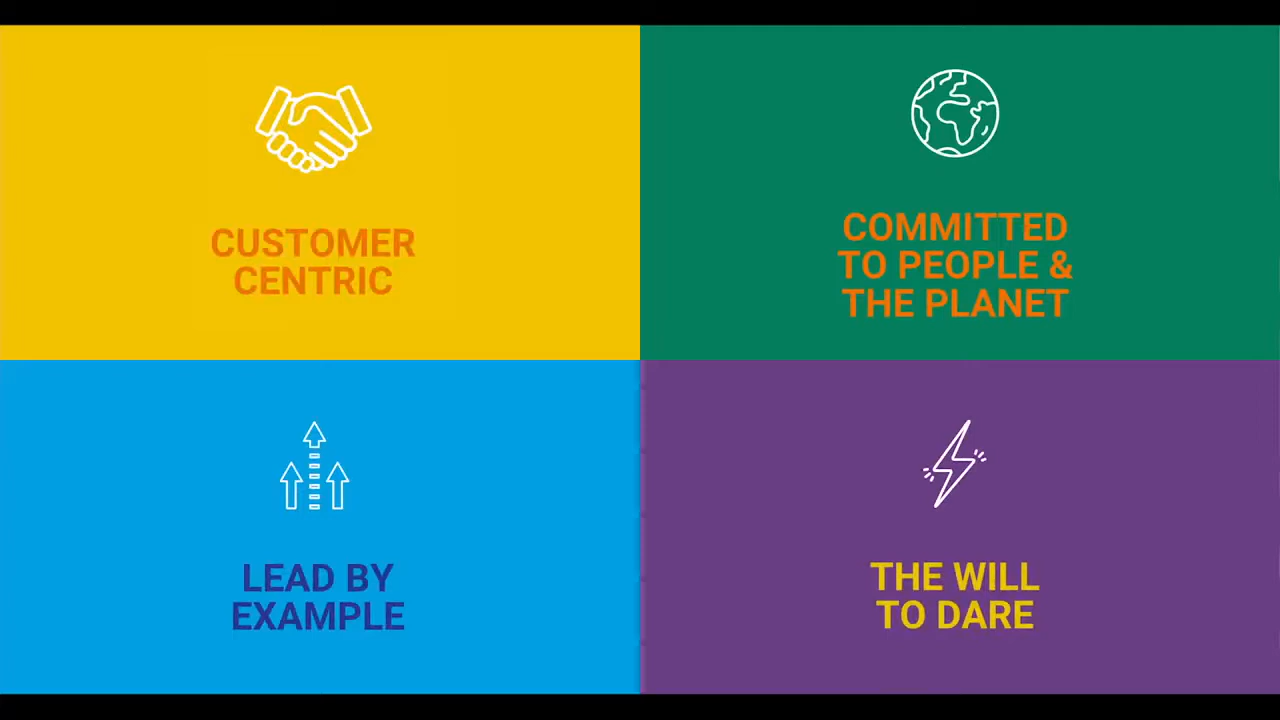 CUSTOMER
CENTRIC
COMMITTED
TO PEOPLE &
THE PLANET
LEAD BY
EXAMPLE
THE WILL
TO DARE